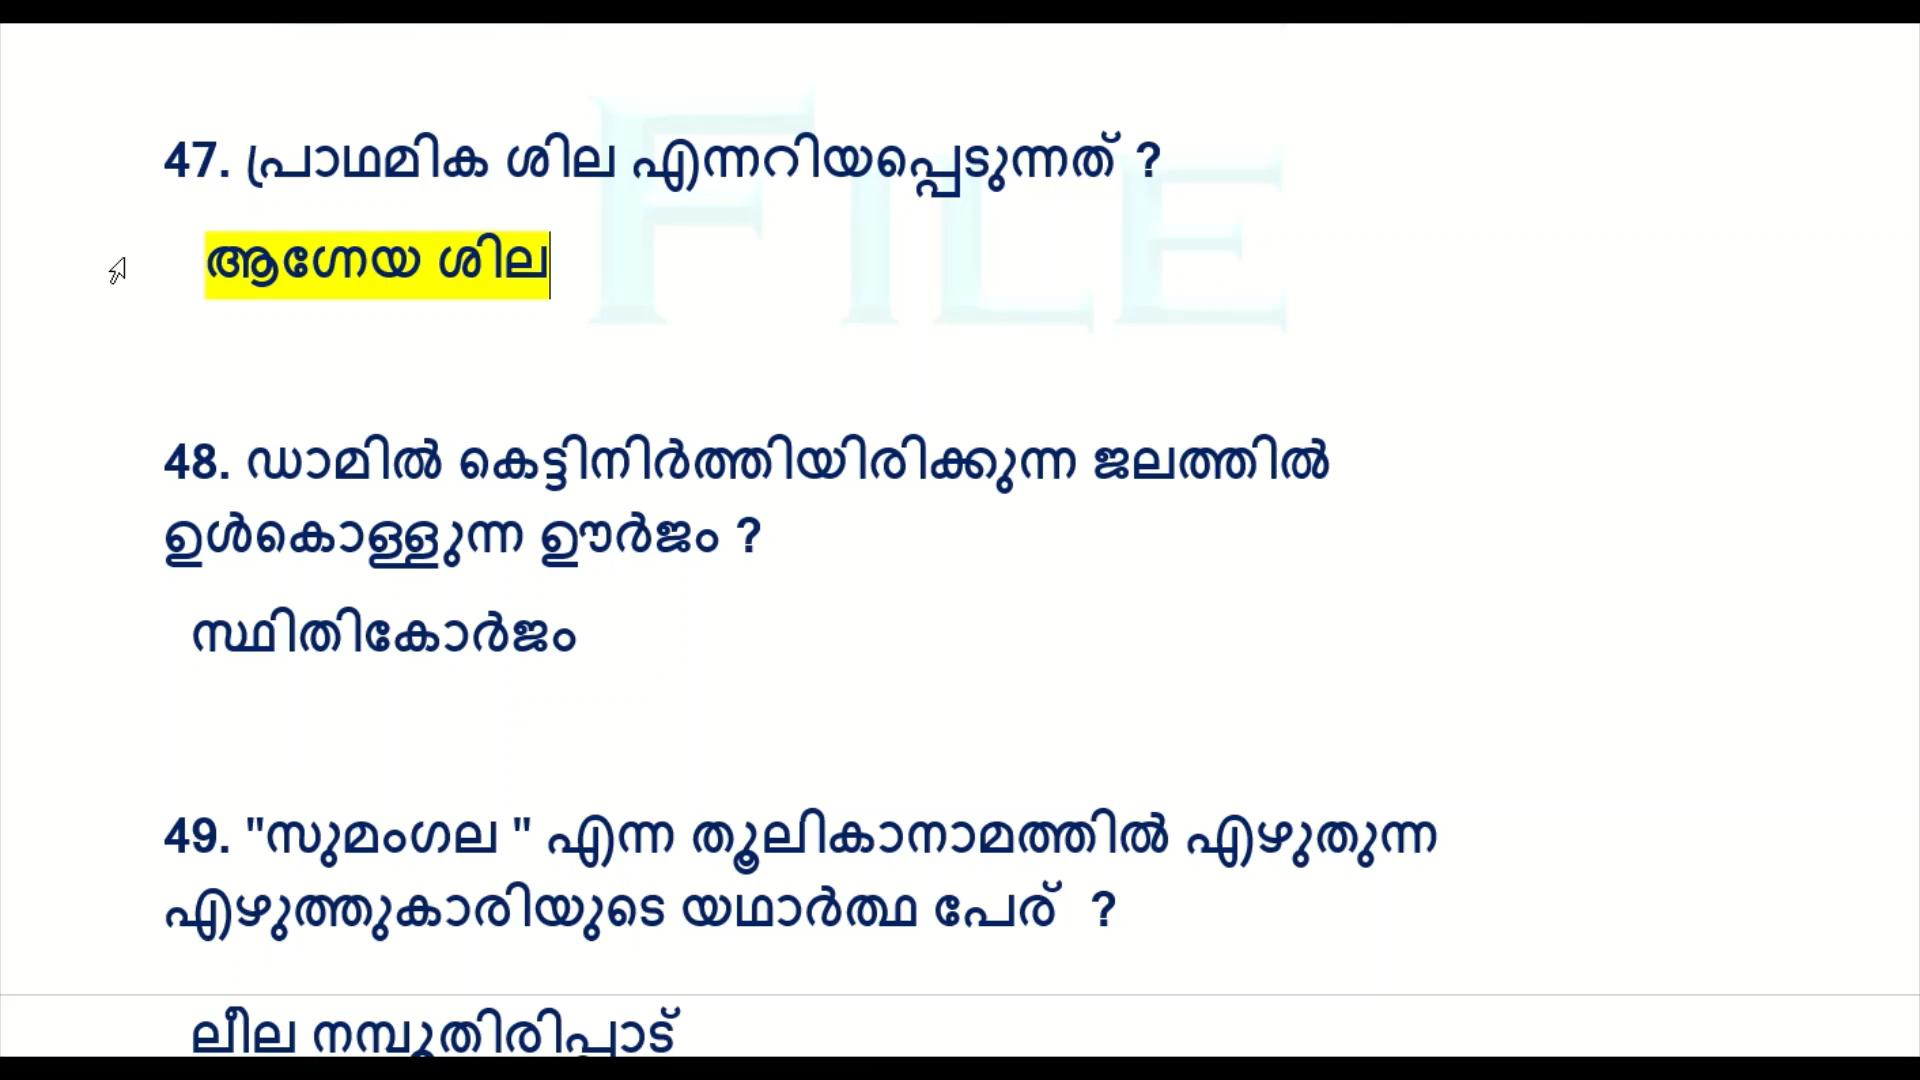 FILE
47. പ്രാഥമിക ശില എന്നറിയപ്പെടുന്നത് ?
ആഗ്നേയ ശില
48. ഡാമിൽ കെട്ടിനിർത്തിയിരിക്കുന്ന ജലത്തിൽ
ഉൾകൊള്ളുന്ന ഊർജം ?
സ്ഥിതികോർജം
49. "സുമംഗല " എന്ന തൂലികാനാമത്തിൽ എഴുതുന്ന
എഴുത്തുകാരിയുടെ യഥാർത്ഥ പേര് ?
ലീല നമ്പൂതിരിപ്പാട്